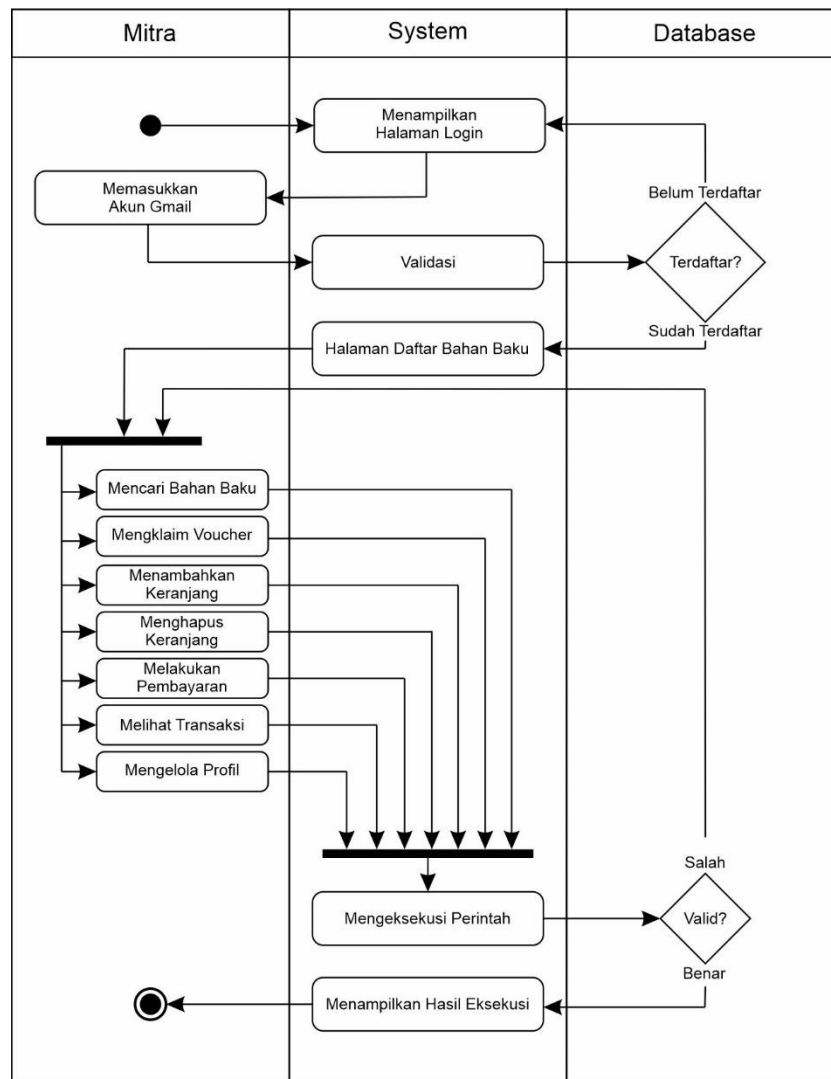 Mitra
System
Database
Menampilkan
Halaman Login
Memasukkan
Akun Gmail
Belum Terdaftar
Validasi
Terdaftar?
Sudah Terdaftar
Halaman Daftar Bahan Baku
Mencari Bahan Baku
Mengklaim Voucher
Menambahkan
Keranjang
Menghapus
Keranjang
Melakukan
Pembayaran
Melihat Transaksi
Mengelola Profil
Salah
Mengeksekusi Perintah
Valid?
Benar
Menampilkan Hasil Eksekusi